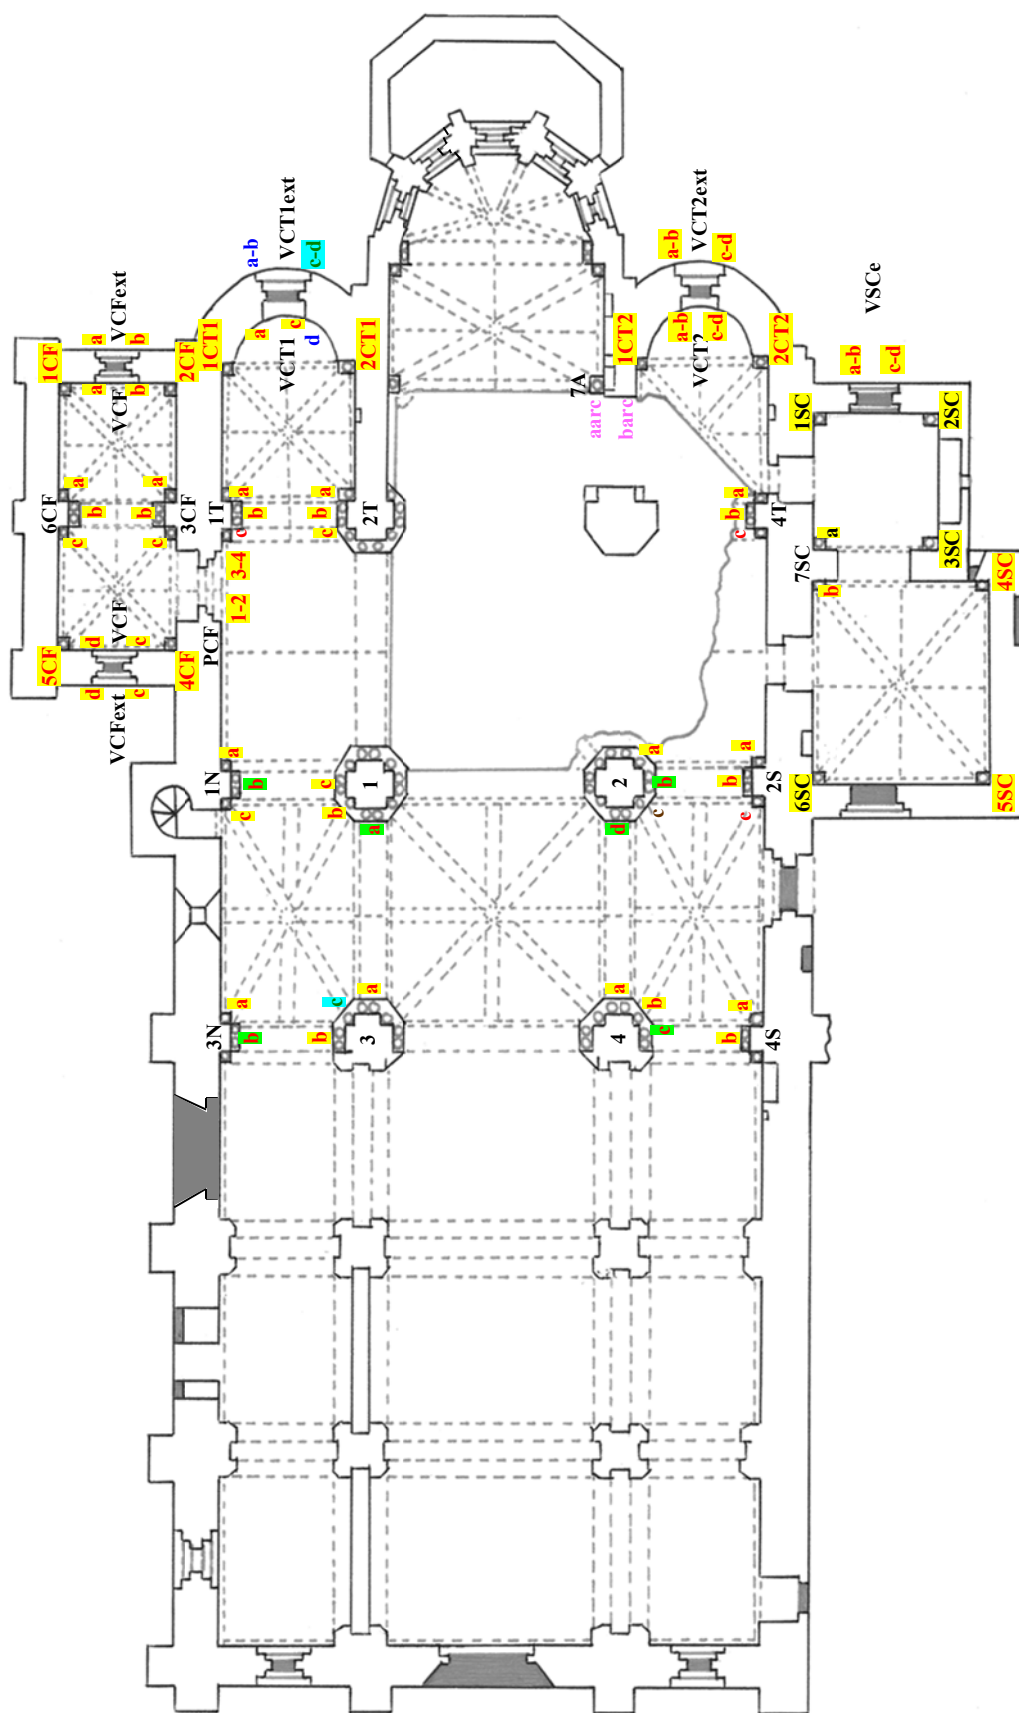 VCFext
a
b
1CF
2CF
1CT1
a
VCF
b
a-b
VCT1ext
c-d
a
VCT1
c
d
2CT1
a-b
VCT2ext
c-d
a-b
VCT2
c-d
1CT2
2CT2
VSCe
a-b
c-d
7A
aarc
barc
1SC
2SC
6CF
a
b
c
a
b
c
3CF
1T
a
b
c
a
b
c
2T
a
b
c
4T
7SC
a
3SC
b
4SC
3-4
1-2
PCF
5CF
d
VCF
c
4CF
d
c
VCFext
1N
a
b
c
c
b
a
1
2
a
b
c
d
a
b
e
2S
6SC
5SC
3N
a
b
c
b
a
3
4
a
b
c
a
b
4S